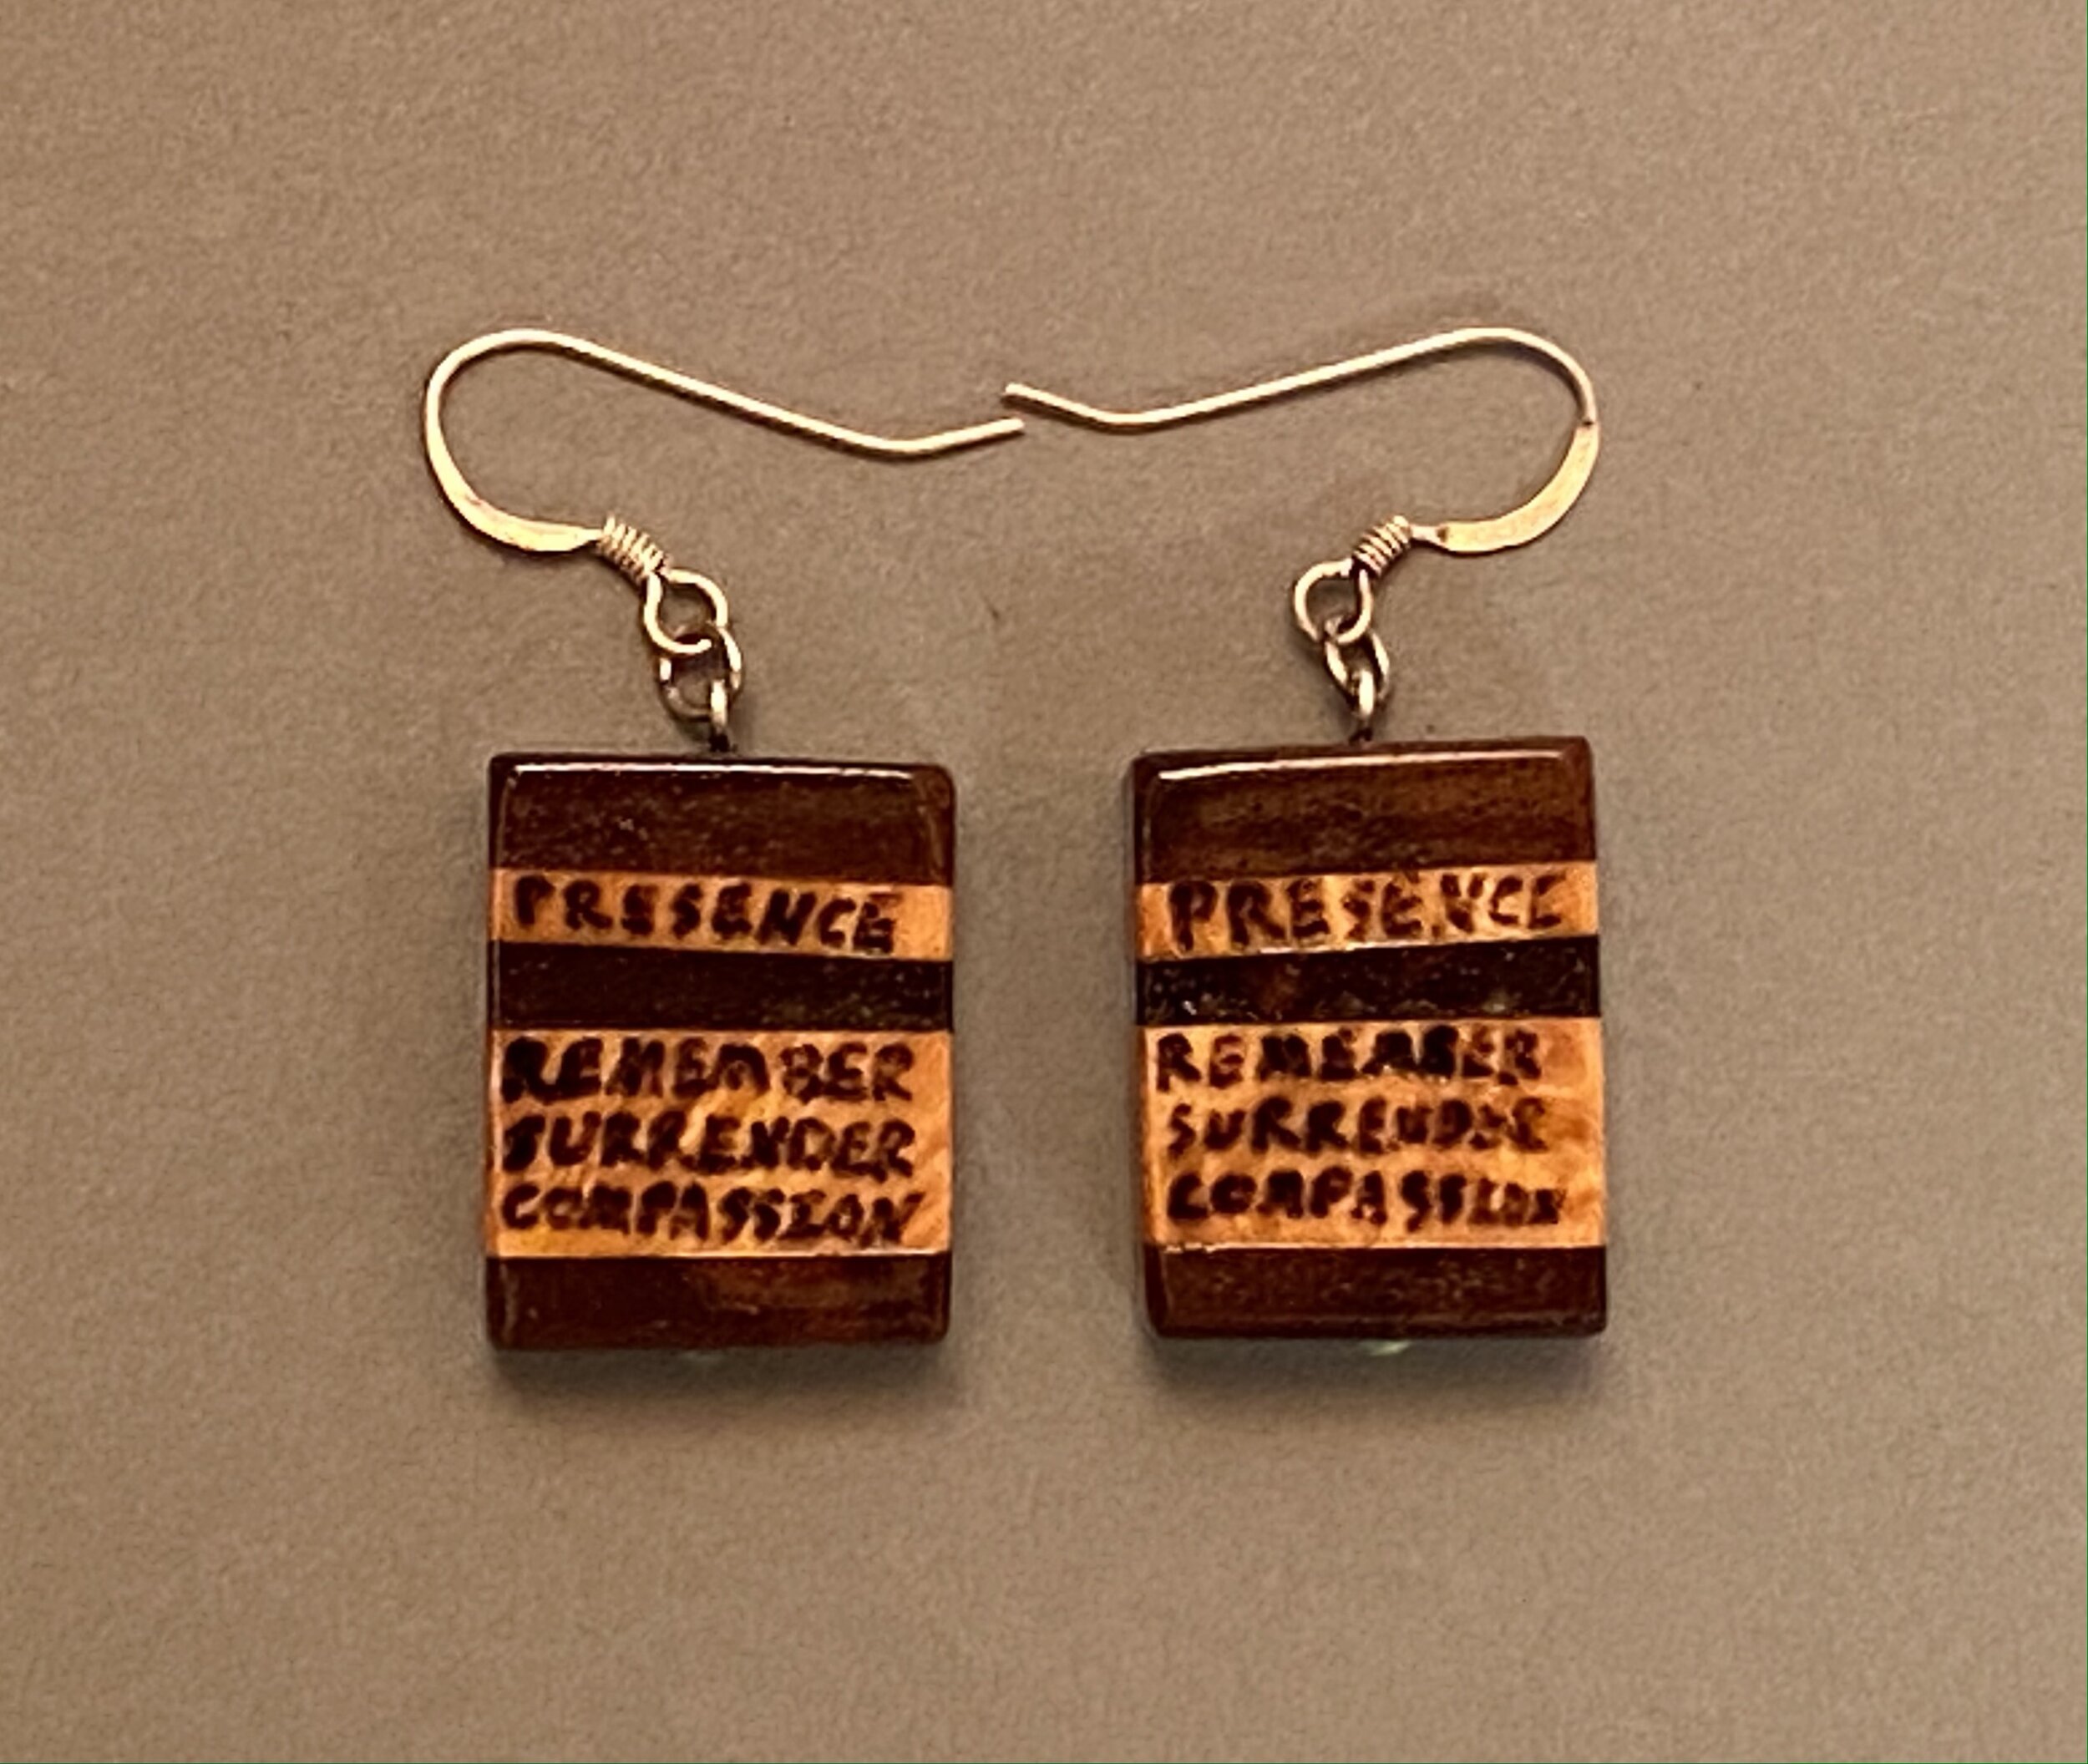 PRESENCE
REMEMBER
SURRENDER
COMPASSION
PRESENCE
REMEMBER
SURRENDER
COMPASSION